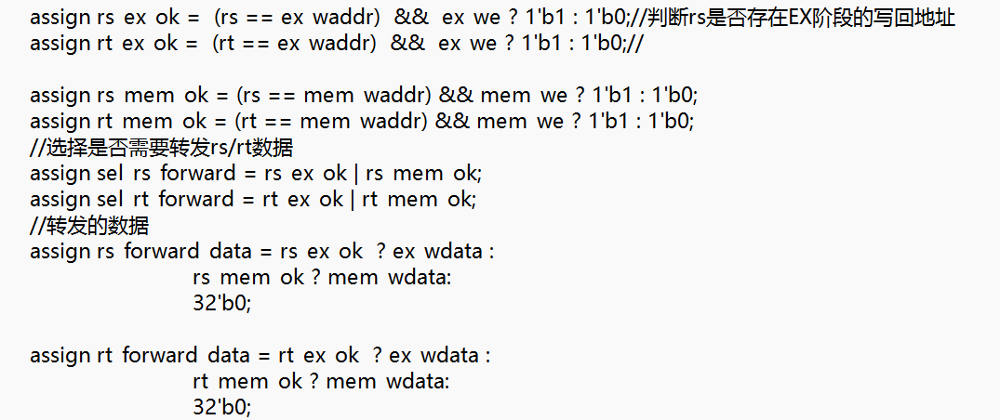 assign rs ex ok = (rs == ex waddr) && ex we ? 1'b1 : 1'b0;//判断rs是否存在EX阶段的写回地址
assign rt ex ok = (rt == ex waddr) && ex we ? 1'b1 : 1'b0;//
assign rs mem ok = (rs == mem waddr) && mem we ? 1'b1 : 1'b0;
assign rt mem ok = (rt == mem waddr) && mem we ? 1'b1 : 1'b0;
//选择是否需要转发rs/rt数据
assign sel rs forward = rs ex ok | rs mem ok;
assign sel rt forward = rt ex ok | rt mem ok;
//转发的数据
assign rs forward data = rs ex ok ? ex wdata :
rs mem ok ? mem wdata:
32'b0;
assign rt forward data = rt ex ok ? ex wdata :
rt mem ok ? mem wdata:
32'b0;